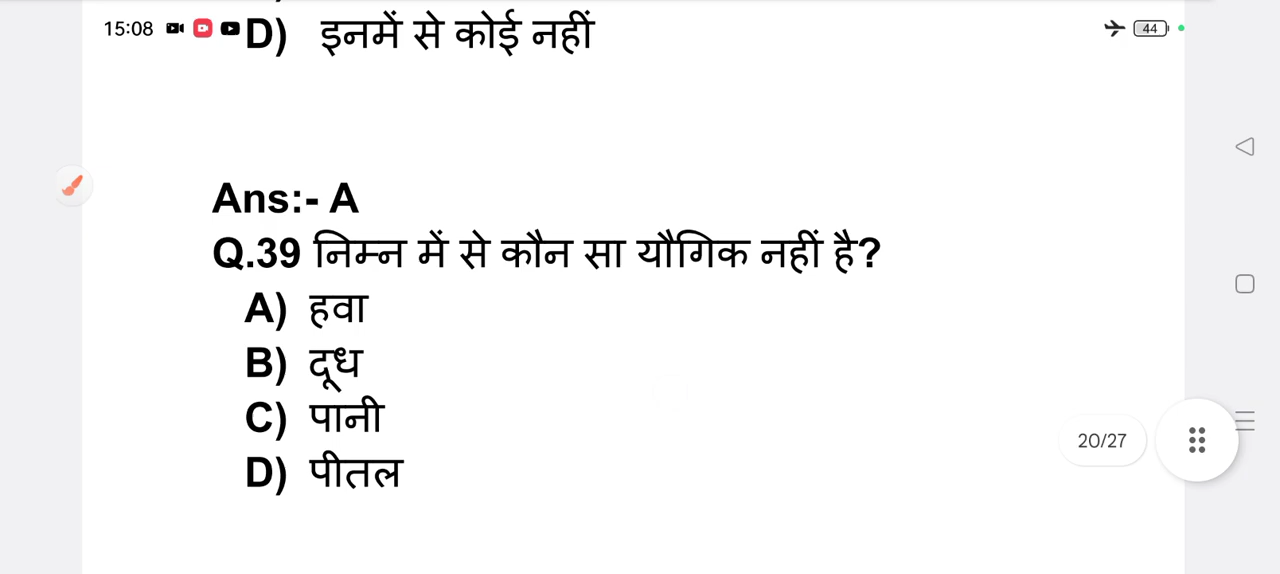 15:08
D) इनमें से कोई नहीं
44
Ans:- A
Q.39 निम्न में से कौन सा यौगिक नहीं है?
A) हवा
B) दूध
C) पानी
D) पीतल
20/27